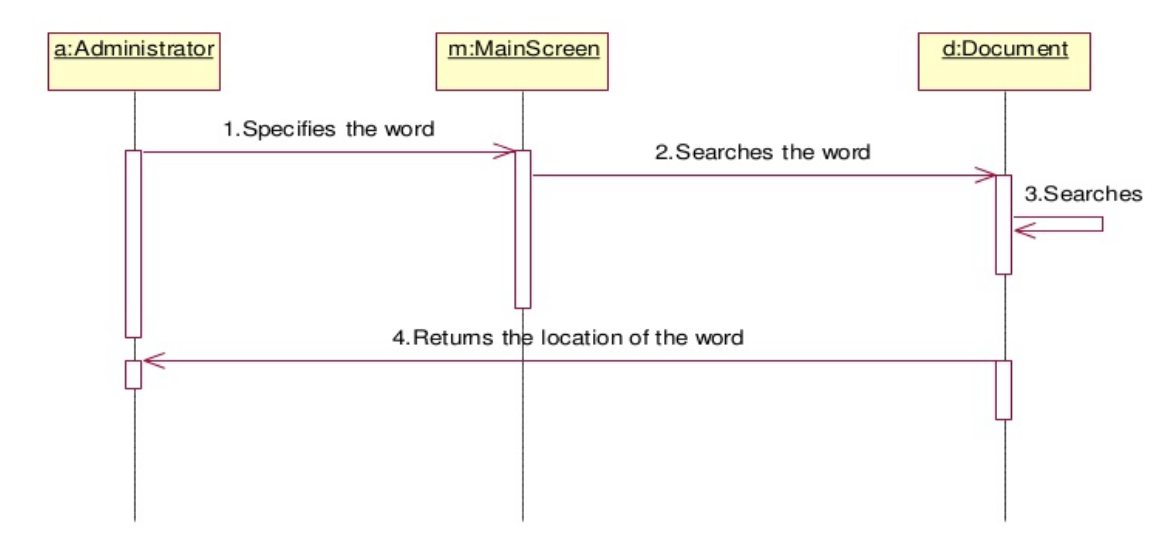 a:Administrator
m:MainScreen
d:Document
1.Specifies the word
2.Searches the word
3.Searches
4.Returns the location of the word